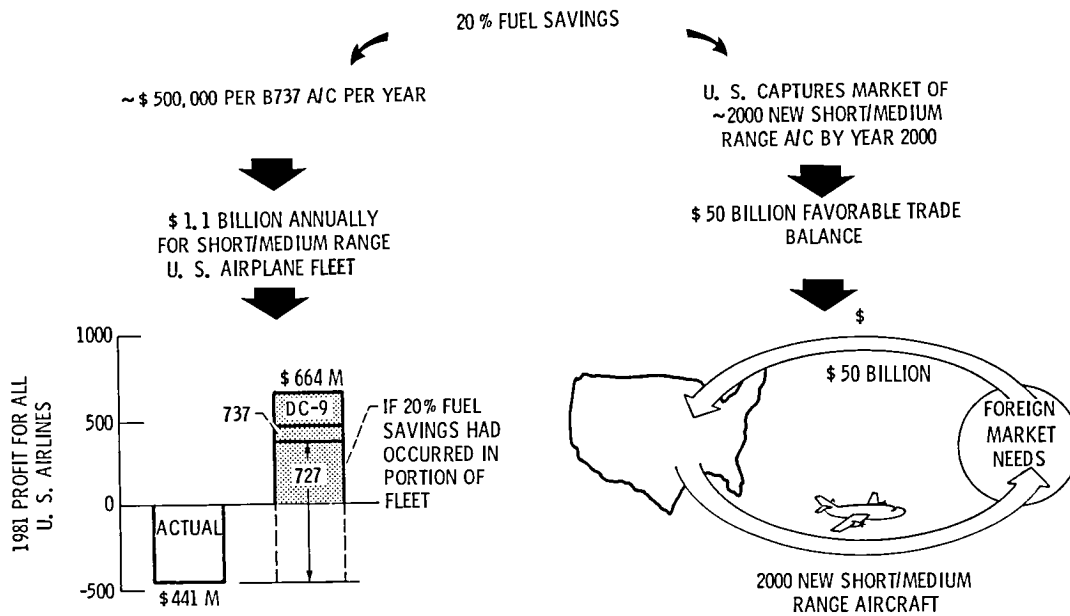 20 % FUEL SAVINGS
~ $ 500,000 PER B737 A/C PER YEAR
$ 1.1 BILLION ANNUALLY
FOR SHORT/MEDIUM RANGE
U. S. AIRPLANE FLEET
1981 PROFIT FOR ALL
U. S. AIRLINES
1000
500
0
-500
ACTUAL
$ 441 M
$ 664 M
DC-9
737
727
IF 20% FUEL
SAVINGS HAD
OCCURRED IN
PORTION OF
FLEET
U. S. CAPTURES MARKET OF
~2000 NEW SHORT/MEDIUM
RANGE A/C BY YEAR 2000
$ 50 BILLION FAVORABLE TRADE
BALANCE
$
$ 50 BILLION
FOREIGN
MARKET
NEEDS
2000 NEW SHORT/MEDIUM
RANGE AIRCRAFT